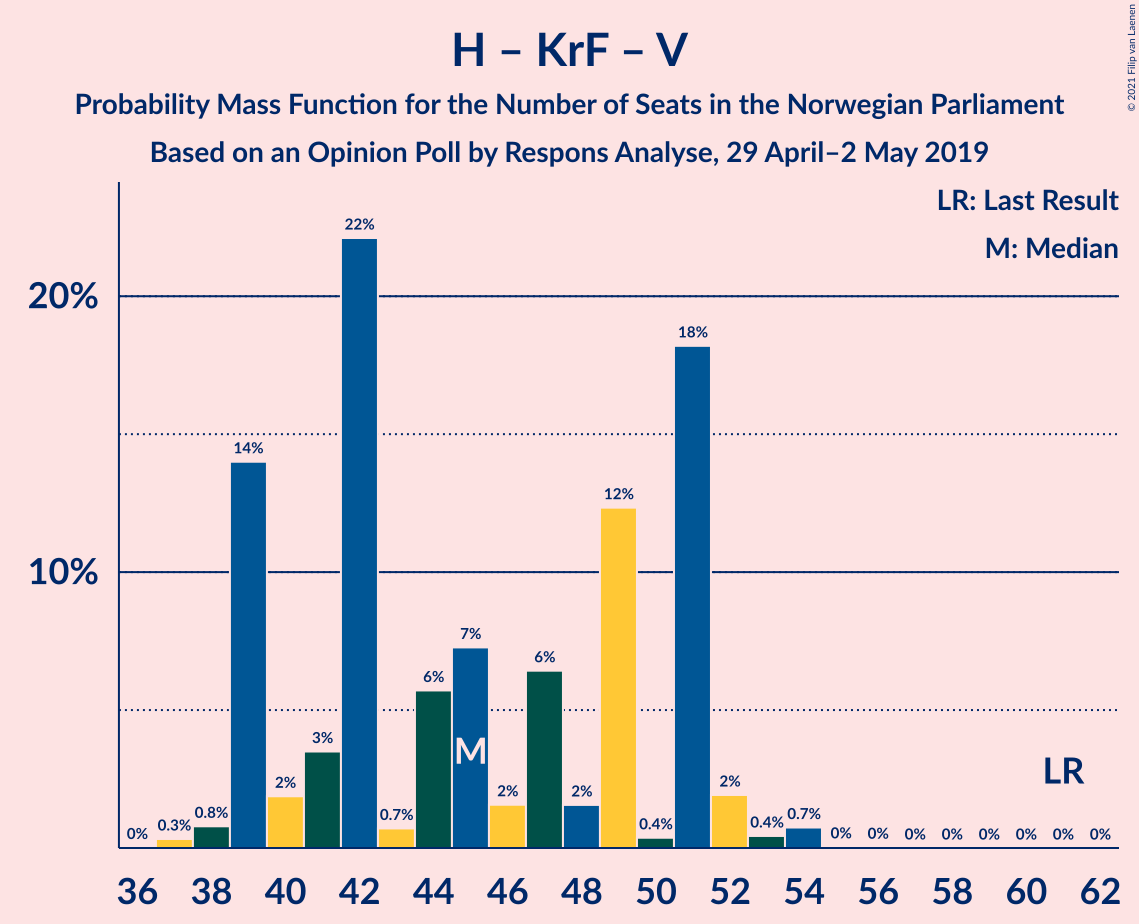 H – KrF – V
Probability Mass Function for the Number of Seats in the Norwegian Parliament
Based on an Opinion Poll by Respons Analyse, 29 April–2 May 2019
© 2021 Filip van Laenen
LR: Last Result
M: Median
20%
10%
0% 0.3% 0.8% 14% 2% 3% 22% 0.7% 6% 7% 2% 6% 2% 12% 0.4% 18% 2% 0.4% 0.7% 0% 0% 0% 0% 0% 0% 0% 0%
M
LR
36 38 40 42 44 46 48 50 52 54 56 58 60 62